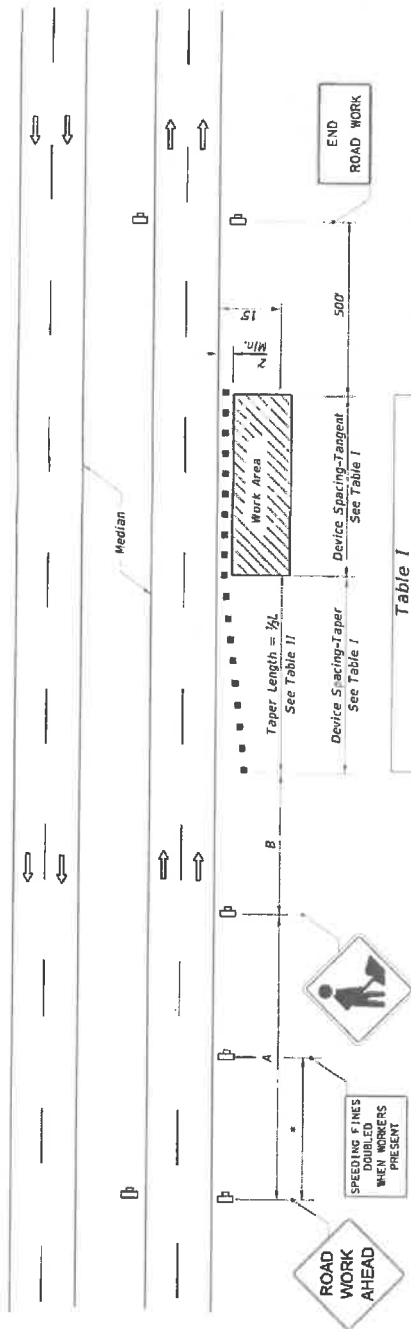 Median
15'
2'
Min.
Work Area
Taper Length = ⅓L
See Table II
B
A
*
Device Spacing-Taper
See Table I
Device Spacing-Tangent
See Table I
500'
END
ROAD WORK
ROAD
WORK
AHEAD
SPEEDING FINES
DOUBLED
WHEN WORKERS
PRESENT
Table I